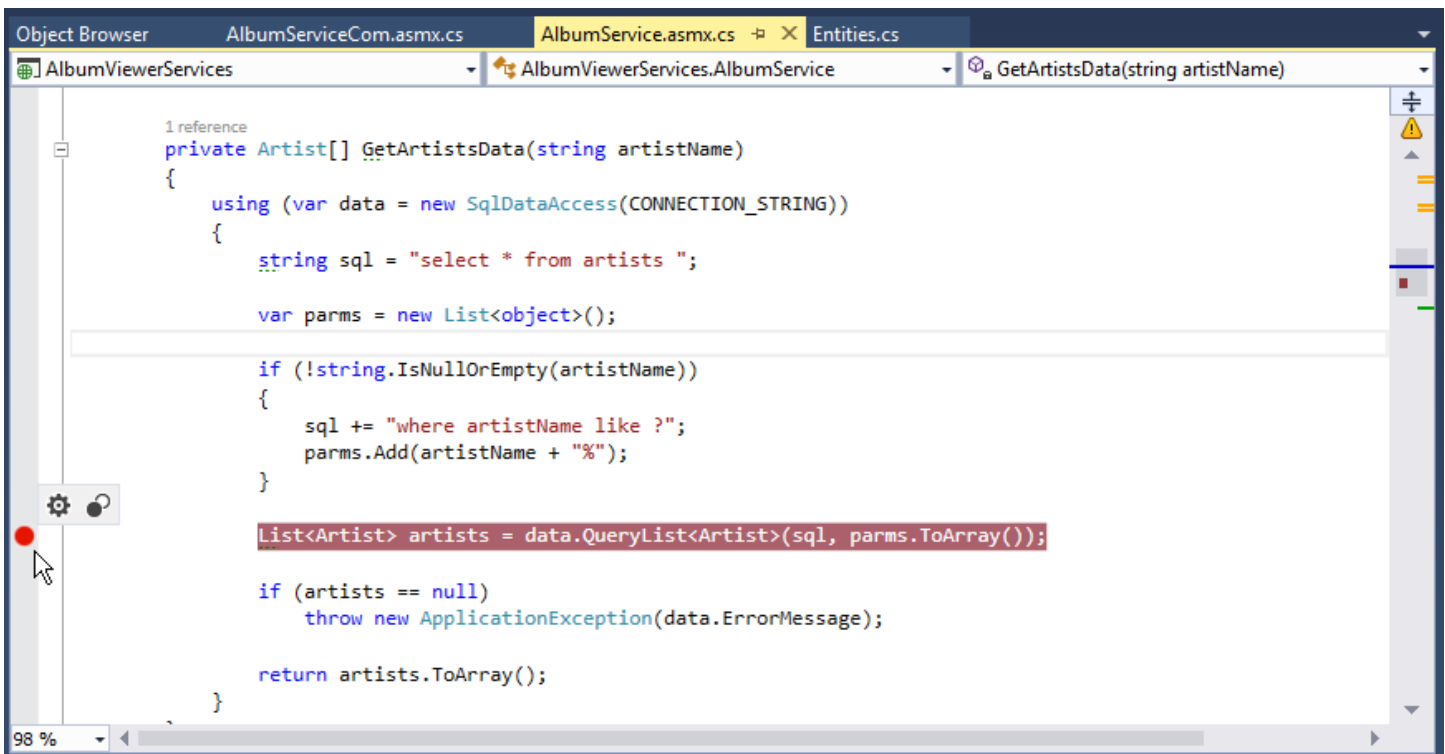 Object Browser AlbumServiceCom.asmx.cs AlbumService.asmx.cs Entities.cs
AlbumViewerServices AlbumViewerServices.AlbumService GetArtistsData(string artistName)
1 reference
private Artist[] GetArtistsData(string artistName)
{
using (var data = new SqlDataAccess(CONNECTION_STRING))
{
string sql = "select * from artists ";
var parms = new List<object>();
if (!string.IsNullOrEmpty(artistName))
{
sql += "where artistName like ?";
parms.Add(artistName + "%");
}
List<Artist> artists = data.QueryList<Artist>(sql, parms.ToArray());
if (artists == null)
throw new ApplicationException(data.ErrorMessage);
return artists.ToArray();
}
98 %